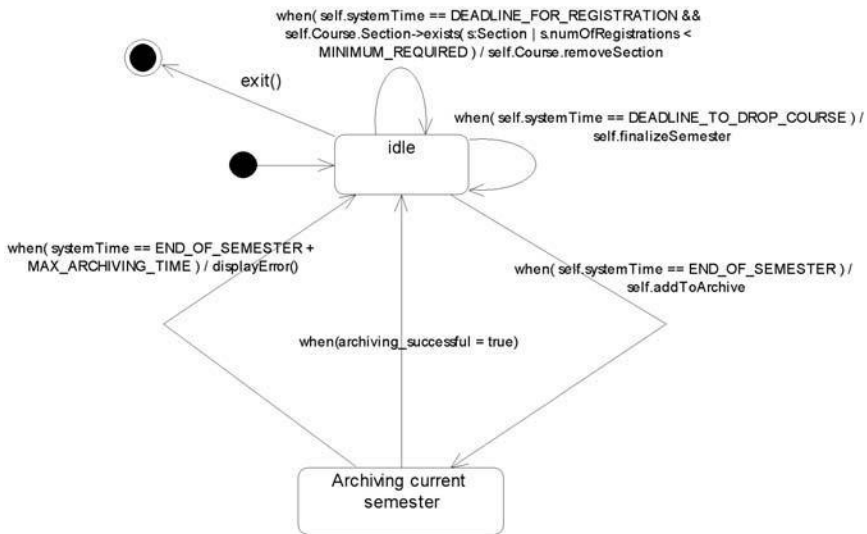 when( self.systemTime == DEADLINE_FOR_REGISTRATION &&
self.Course.Section->exists( s:Section | s.numOfRegistrations <
MINIMUM_REQUIRED ) / self.Course.removeSection
exit()
when( self.systemTime == DEADLINE_TO_DROP_COURSE ) /
self.finalizeSemester
idle
when( systemTime == END_OF_SEMESTER +
MAX_ARCHIVING_TIME ) / displayError()
when( self.systemTime == END_OF_SEMESTER ) /
self.addToArchive
when(archiving_successful = true)
Archiving current
semester